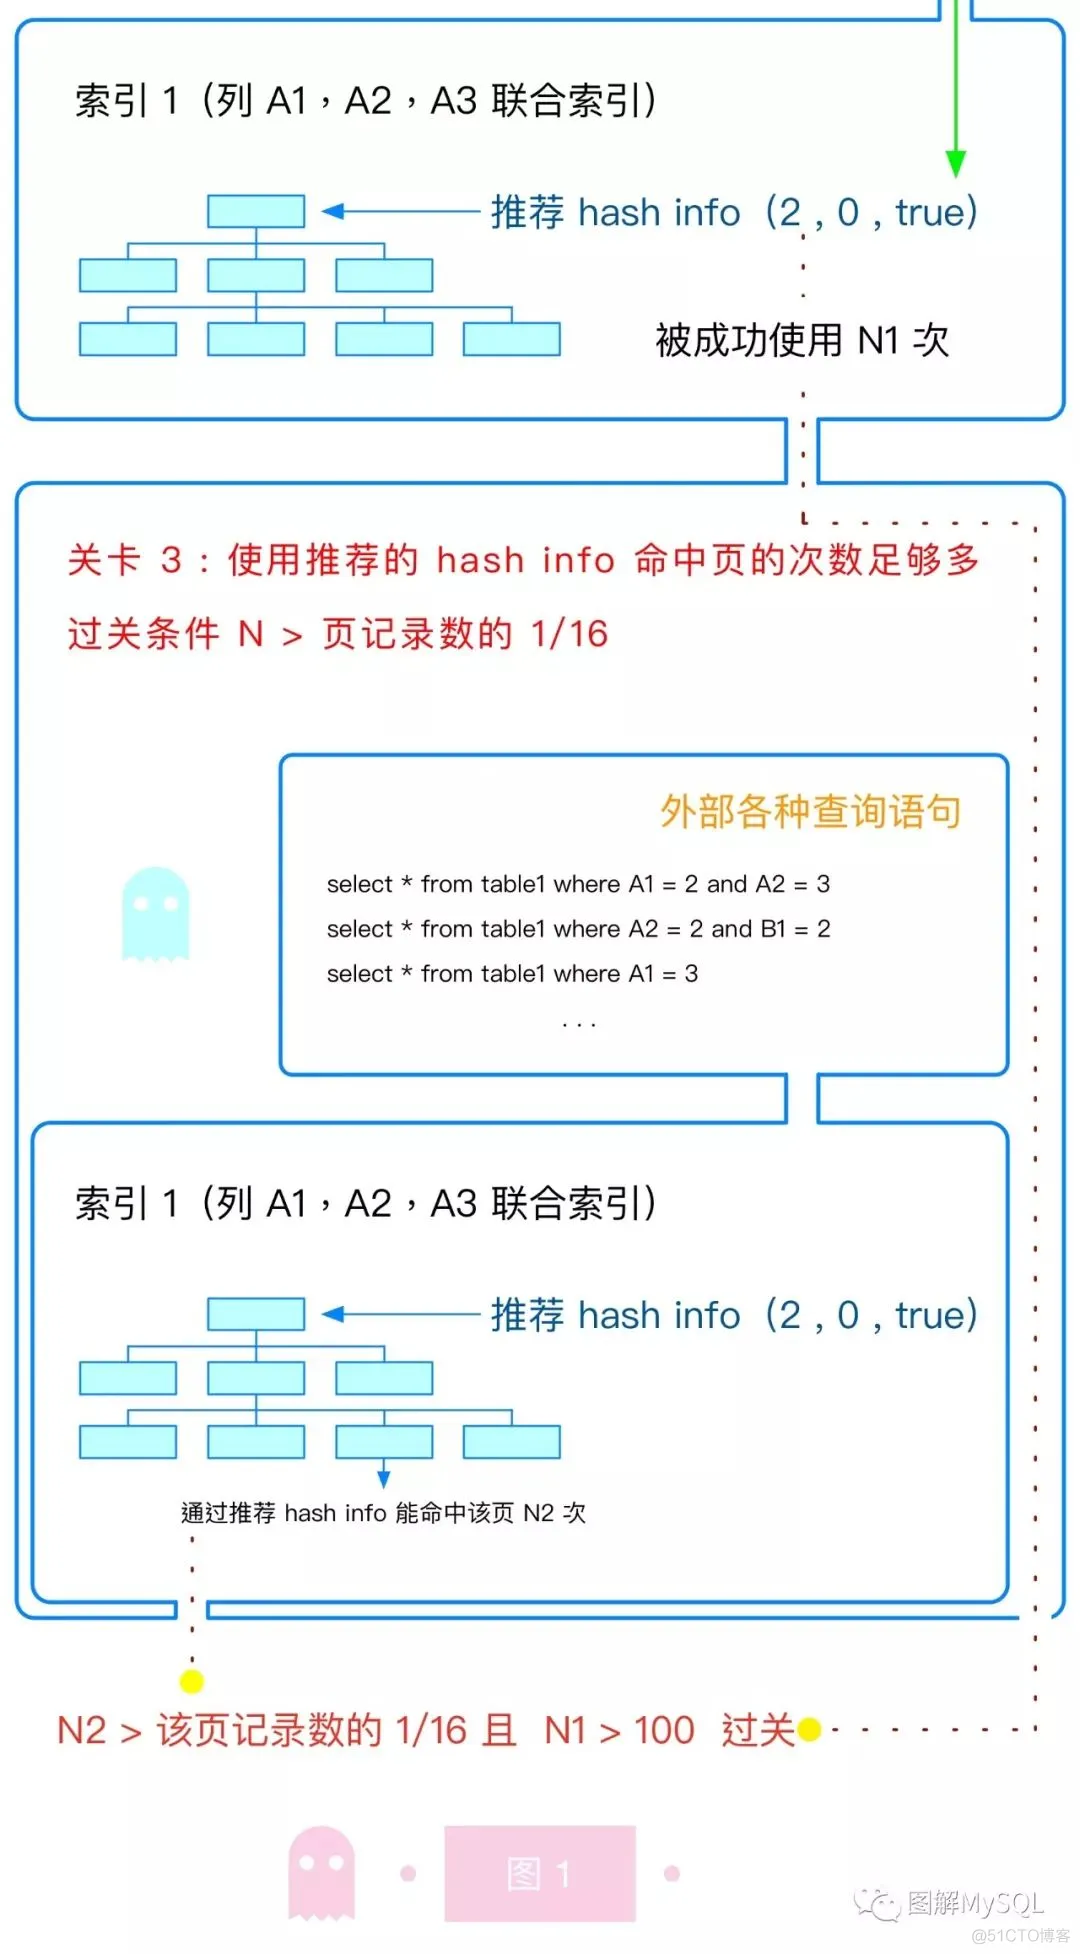 索引 1（列 A1，A2，A3 联合索引）
推荐 hash info（2 , 0 , true）
被成功使用 N1 次
关卡 3 : 使用推荐的 hash info 命中页的次数足够多
过关条件 N > 页记录数的 1/16
外部各种查询语句
select * from table1 where A1 = 2 and A2 = 3
select * from table1 where A2 = 2 and B1 = 2
select * from table1 where A1 = 3
...
索引 1（列 A1，A2，A3 联合索引）
推荐 hash info（2 , 0 , true）
通过推荐 hash info 能命中该页 N2 次
N2 > 该页记录数的 1/16 且 N1 > 100 过关
图 1
图解MySQL
@51CTO博客